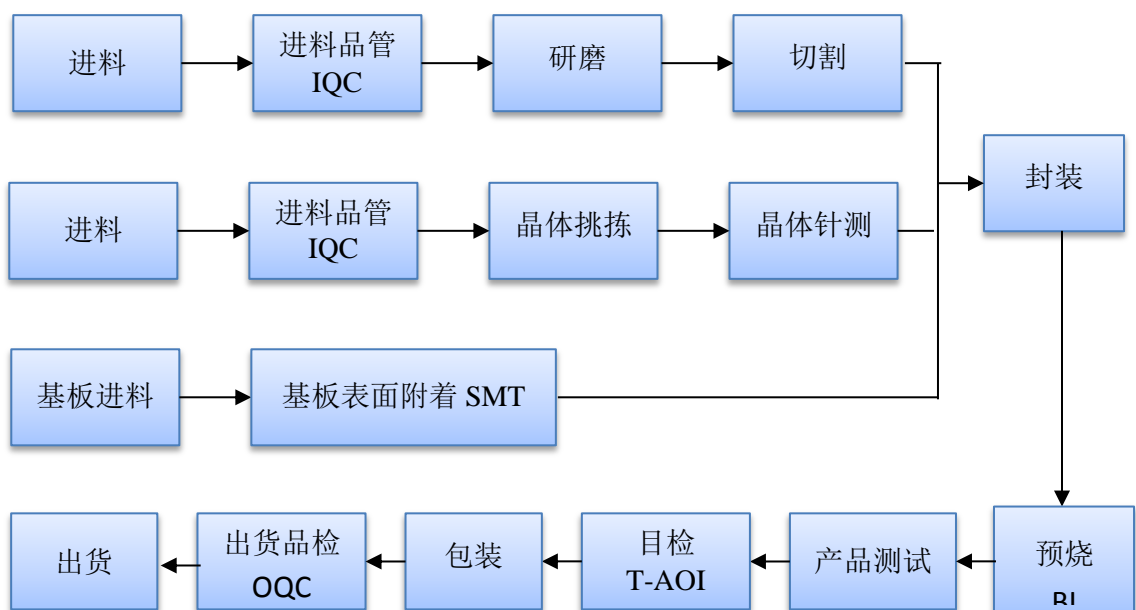 进料
进料品管
IQC
研磨
切割
封装
进料
进料品管
IQC
晶体挑拣
晶体针测
基板进料
基板表面附着 SMT
出货
出货品检
OQC
包装
目检
T-AOI
产品测试
预烧
BI